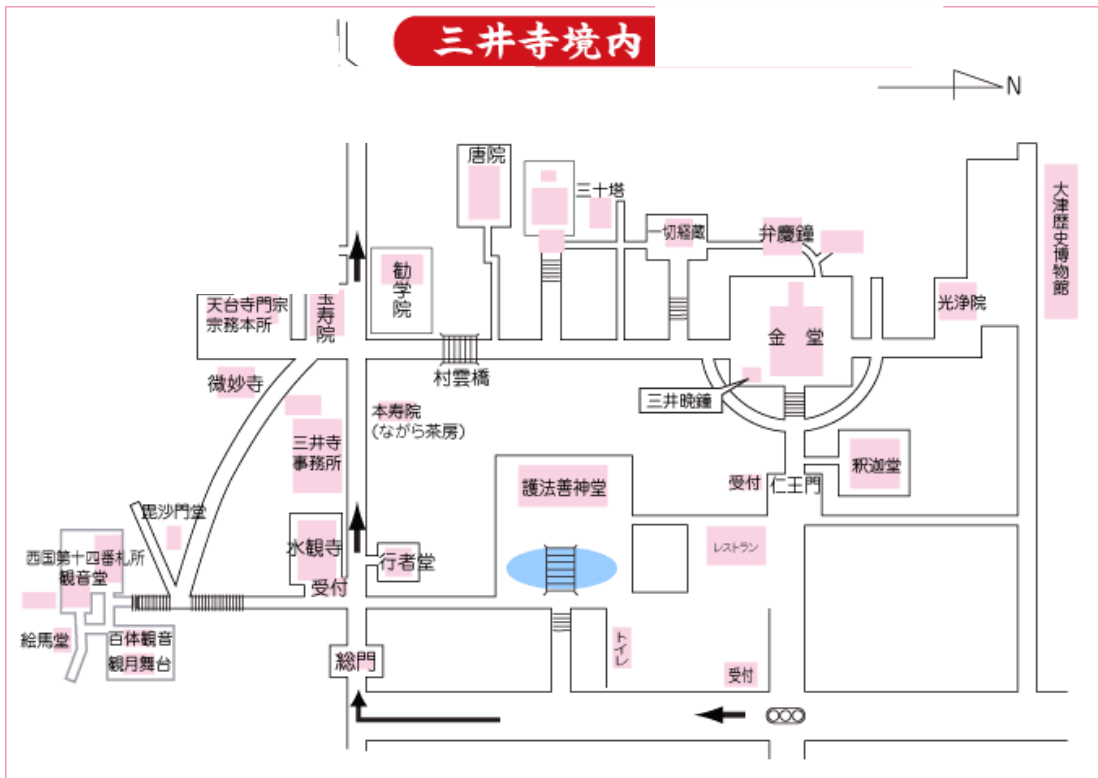 三井寺境内
N
唐院
三十塔
一切経蔵
弁慶鐘
大津歴史博物館
勧学院
天台寺門宗
宗務本所
玉寿院
光浄院
金 堂
村雲橋
微妙寺
三井晩鐘
本寿院
(ながら茶房)
三井寺
事務所
釈迦堂
護法善神堂
受付
仁王門
毘沙門堂
水観寺
行者堂
レストラン
西国第十四番札所
観音堂
受付
絵馬堂
百体観音
観月舞台
総門
トイレ
受付